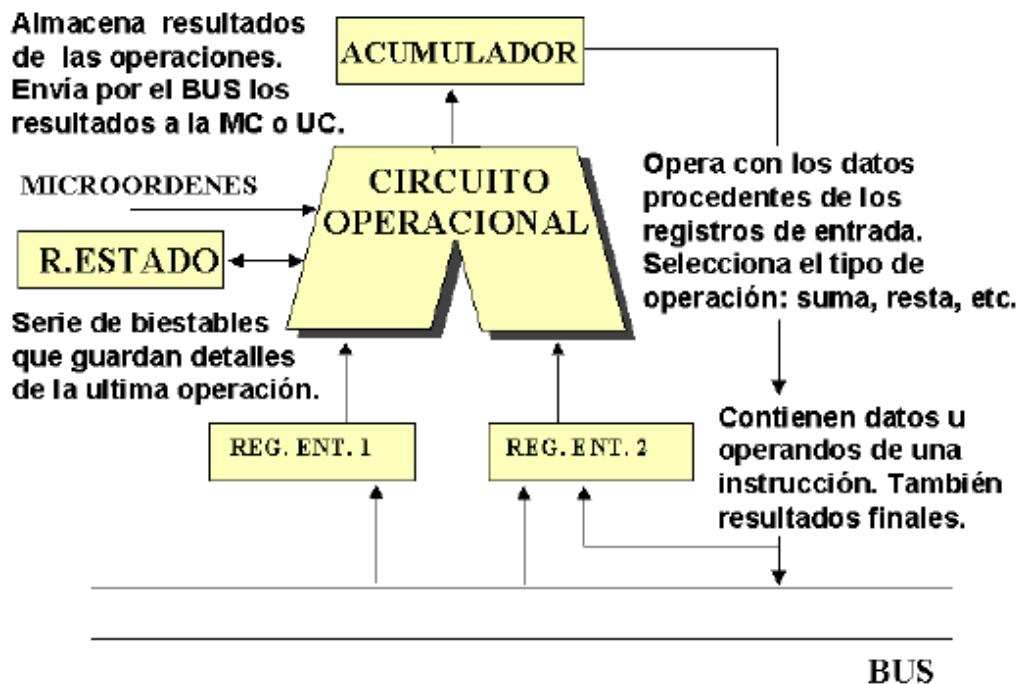 Almacena resultados
de las operaciones.
Envía por el BUS los
resultados a la MC o UC.
ACUMULADOR
MICROORDENES
CIRCUITO
OPERACIONAL
R.ESTADO
Opera con los datos
procedentes de los
registros de entrada.
Selecciona el tipo de
operación: suma, resta, etc.
Serie de biestables
que guardan detalles
de la ultima operación.
REG. ENT. 1
REG. ENT. 2
Contienen datos u
operandos de una
instrucción. También
resultados finales.
BUS